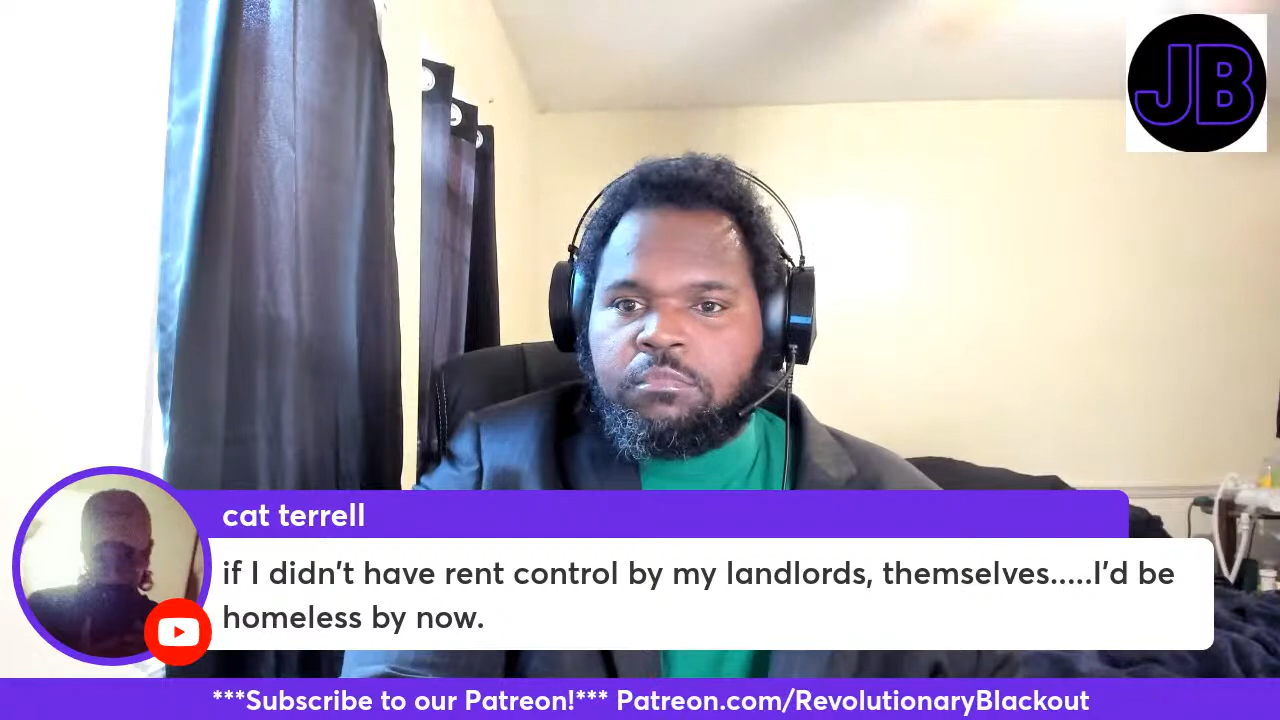 JB
cat terrell
if I didn't have rent control by my landlords, themselves.....I'd be
homeless by now.
***Subscribe to our Patreon!*** Patreon.com/RevolutionaryBlackout